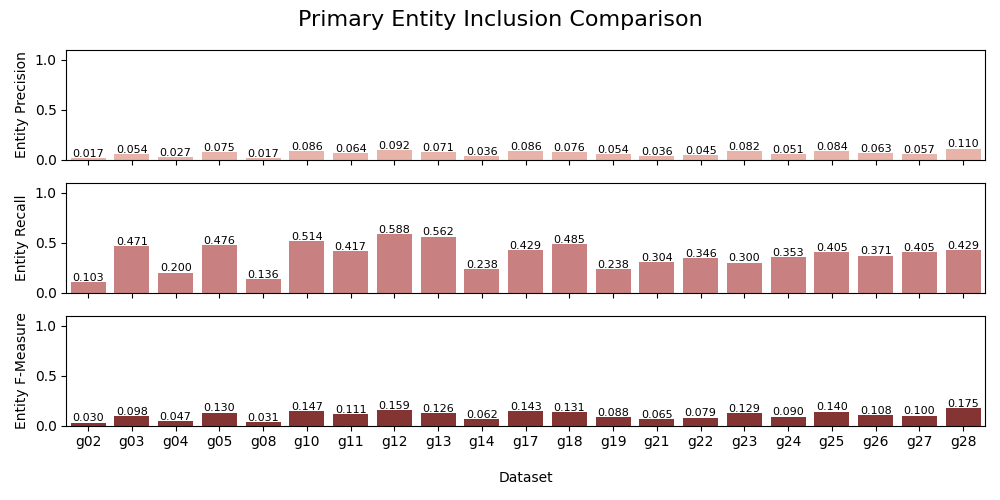 Primary Entity Inclusion Comparison
Entity Precision
1.0
0.5
0.0
0.017 0.054 0.027 0.075 0.017 0.086 0.064 0.092 0.071 0.036 0.086 0.076 0.054 0.036 0.045 0.082 0.051 0.084 0.063 0.057 0.110
Entity Recall
1.0
0.5
0.0
0.103 0.471 0.200 0.476 0.136 0.514 0.417 0.588 0.562 0.238 0.429 0.485 0.238 0.304 0.346 0.300 0.353 0.405 0.371 0.405 0.429
Entity F-Measure
1.0
0.5
0.0
0.030 0.098 0.047 0.130 0.031 0.147 0.111 0.159 0.126 0.062 0.143 0.131 0.088 0.065 0.079 0.129 0.090 0.140 0.108 0.100 0.175
g02 g03 g04 g05 g08 g10 g11 g12 g13 g14 g17 g18 g19 g21 g22 g23 g24 g25 g26 g27 g28
Dataset